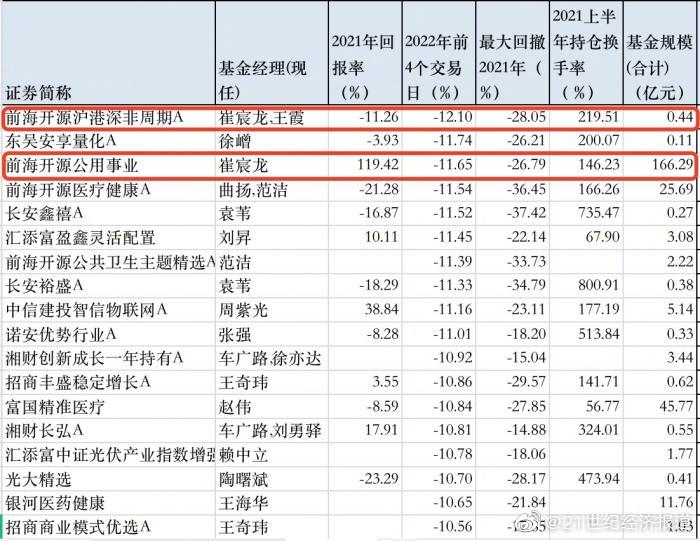 证券简称 基金经理(现任) 2021年回报率（%） 2022年前4个交易日（%） 最大回撤2021年（%） 2021上半年持仓换手率（%） 基金规模(合计)(亿元)
前海开源沪港深非周期A 崔宸龙,王霞 -11.26 -12.10 -28.05 219.51 0.44
东吴安享量化A 徐嶒 -3.93 -11.74 -26.21 200.07 0.11
前海开源公用事业 崔宸龙 119.42 -11.65 -26.79 146.23 166.29
前海开源医疗健康A 曲扬,范洁 -21.28 -11.54 -36.45 166.26 25.69
长安鑫禧A 袁苇 -16.87 -11.52 -37.42 735.47 0.27
汇添富盈鑫灵活配置 刘昇 10.11 -11.45 -22.14 67.90 3.08
前海开源公共卫生主题精选A 范洁 -11.39 -33.73 2.22
长安裕盛A 袁苇 -18.29 -11.33 -34.79 800.91 0.38
中信建投智信物联网A 周紫光 38.84 -11.16 -23.11 177.19 5.14
诺安优势行业A 张强 -8.28 -11.01 -18.20 513.84 0.33
湘财创新成长一年持有A 车广路,徐亦达 -10.92 -15.04 3.44
招商丰盛稳定增长A 王奇玮 3.55 -10.86 -29.57 141.71 0.62
富国精准医疗 赵伟 -8.59 -10.84 -27.85 56.77 45.77
湘财长弘A 车广路,刘勇驿 17.91 -10.81 -14.88 324.01 0.55
汇添富中证光伏产业指数增强 赖中立 -10.78 -18.06 1.77
光大精选 陶曙斌 -23.29 -10.70 -28.17 473.94 0.41
银河医药健康 王海华 -10.65 -21.84 11.76
招商商业模式优选A 王奇玮 -10.56
@21世纪经济报道